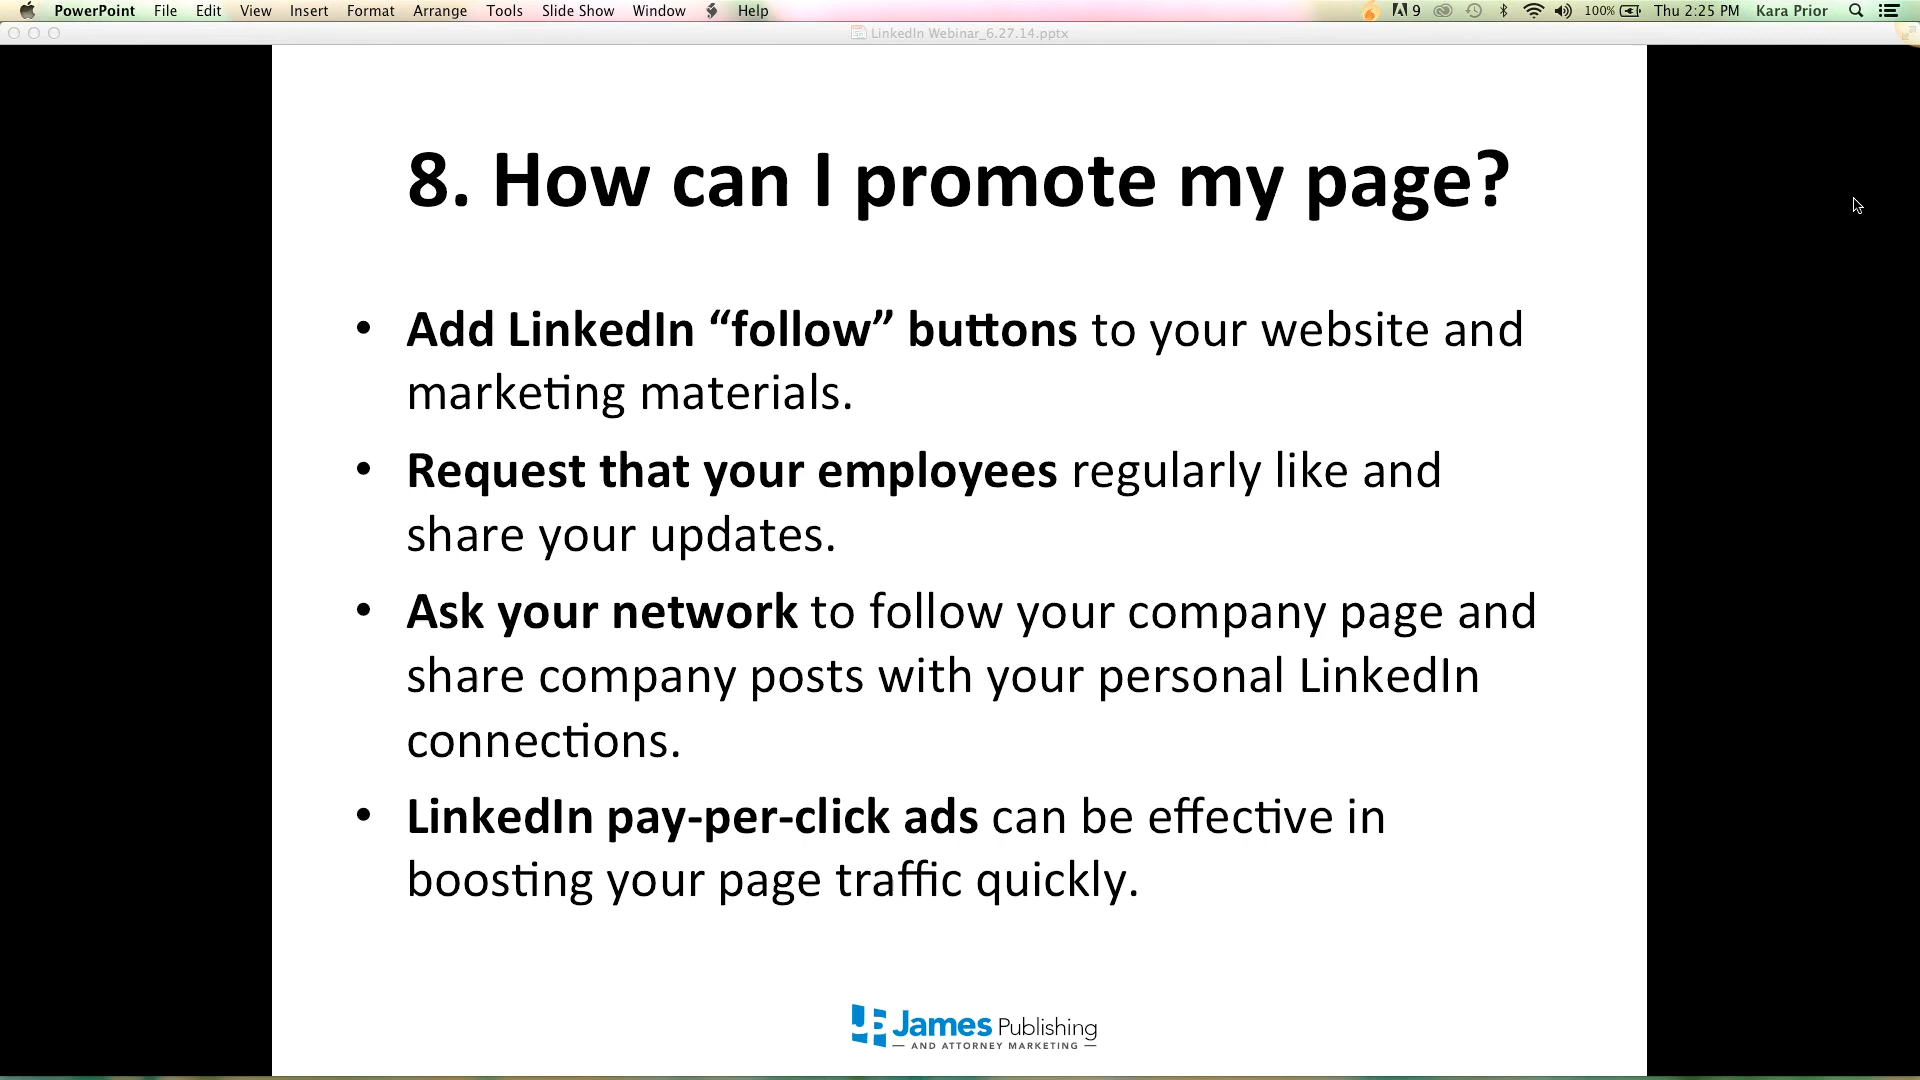 PowerPoint File Edit View Insert Format Arrange Tools Slide Show Window Help 9 100% Thu 2:25 PM Kara Prior
LinkedIn Webinar_6.27.14.pptx
8. How can I promote my page?
• Add LinkedIn “follow” buttons to your website and
marketing materials.
• Request that your employees regularly like and
share your updates.
• Ask your network to follow your company page and
share company posts with your personal LinkedIn
connections.
• LinkedIn pay-per-click ads can be effective in
boosting your page traffic quickly.
James Publishing
— AND ATTORNEY MARKETING —